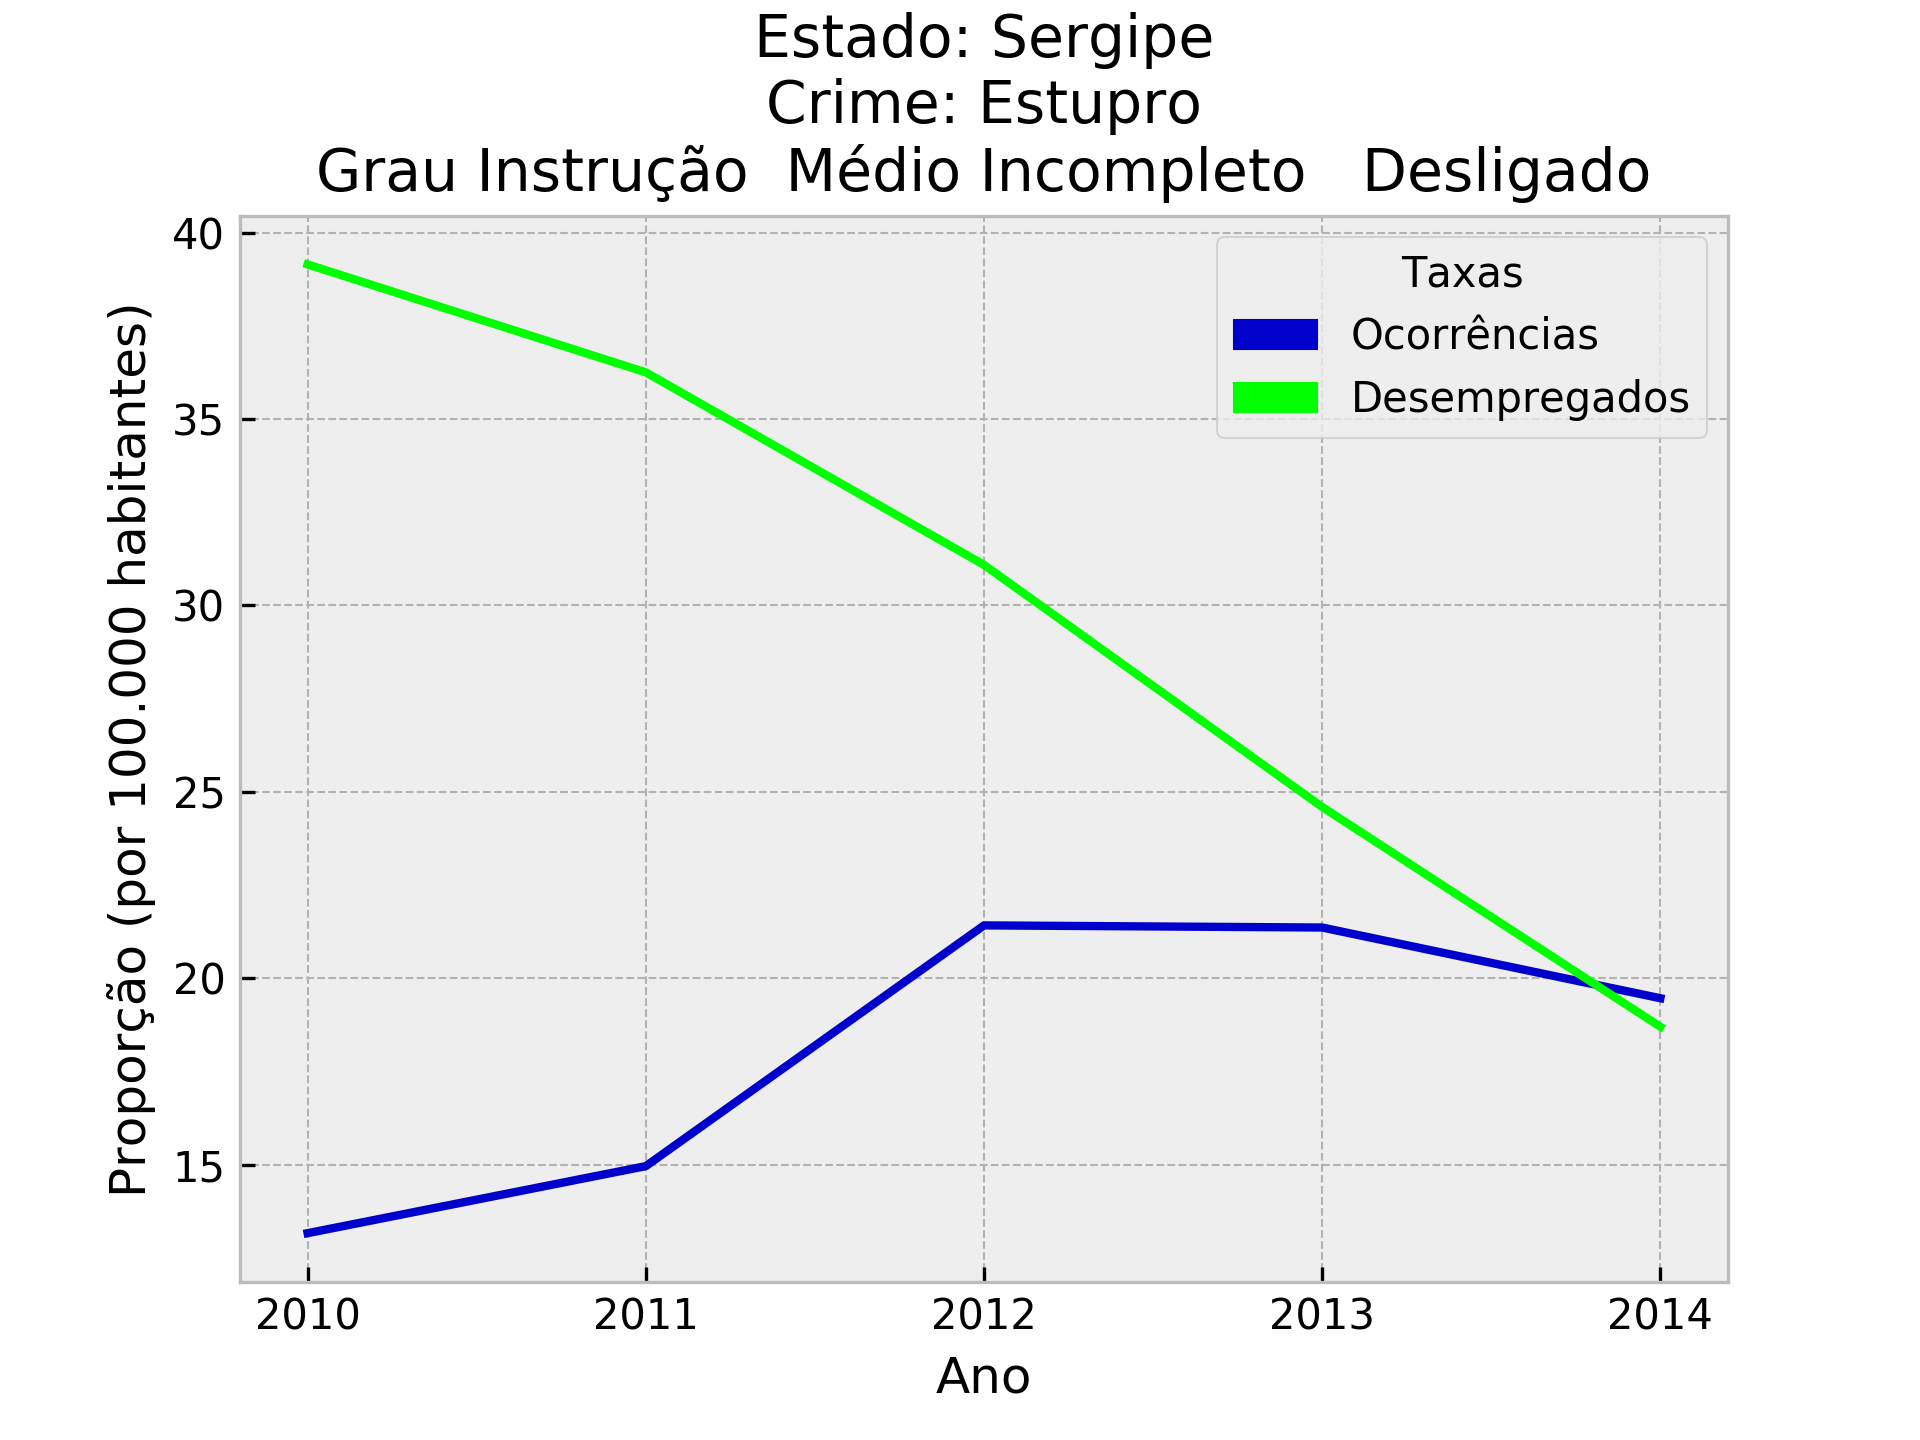 Estado: Sergipe
Crime: Estupro
Grau Instrução  Médio Incompleto   Desligado
Taxas
Ocorrências
Desempregados
Proporção (por 100.000 habitantes)
40
35
30
25
20
15
2010 2011 2012 2013 2014
Ano